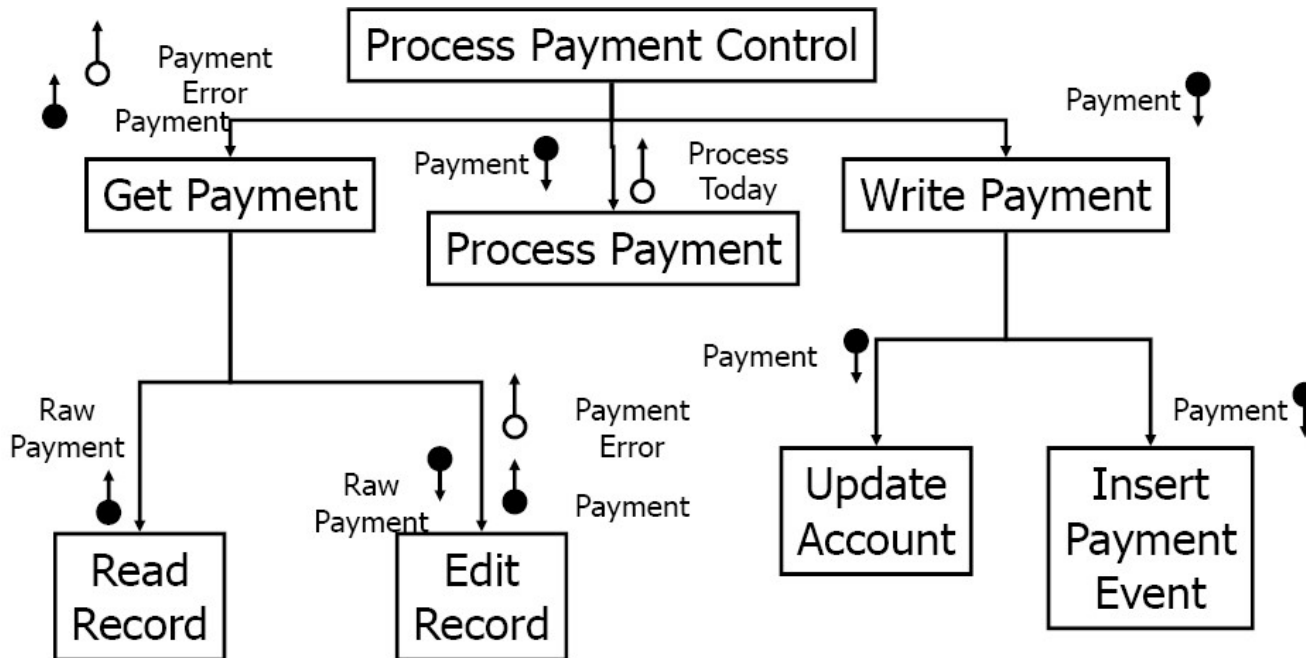 Process Payment Control
Payment
Error
Payment
Payment
Payment
Process
Today
Get Payment
Process Payment
Write Payment
Payment
Raw
Payment
Payment
Error
Payment
Raw
Payment
Payment
Read
Record
Edit
Record
Update
Account
Insert
Payment
Event